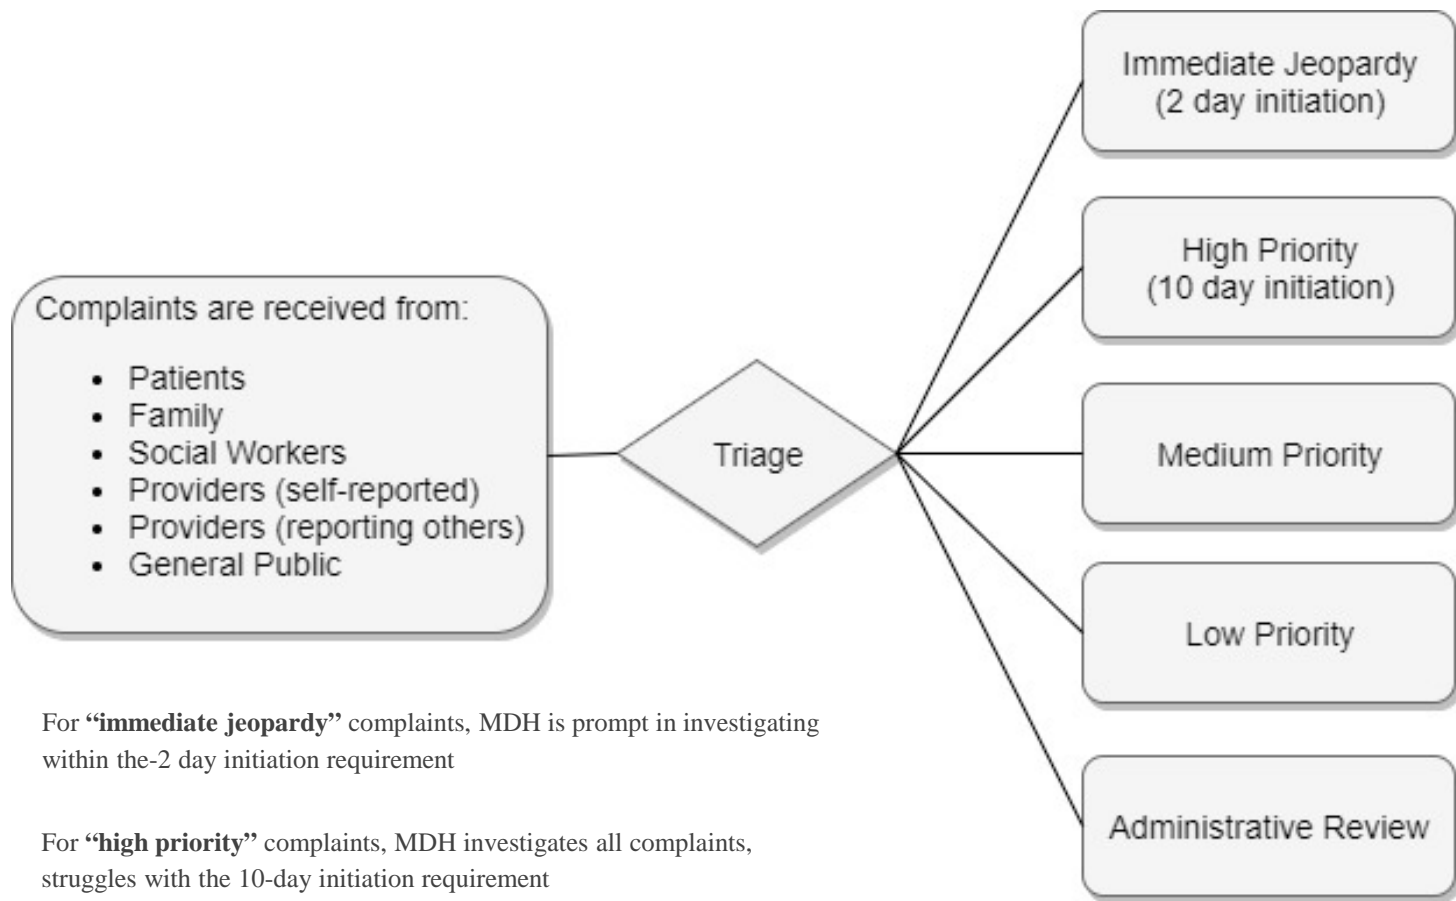 Complaints are received from:
• Patients
• Family
• Social Workers
• Providers (self-reported)
• Providers (reporting others)
• General Public
Triage
Immediate Jeopardy
(2 day initiation)
High Priority
(10 day initiation)
Medium Priority
Low Priority
Administrative Review
For “immediate jeopardy” complaints, MDH is prompt in investigating
within the-2 day initiation requirement
For “high priority” complaints, MDH investigates all complaints,
struggles with the 10-day initiation requirement